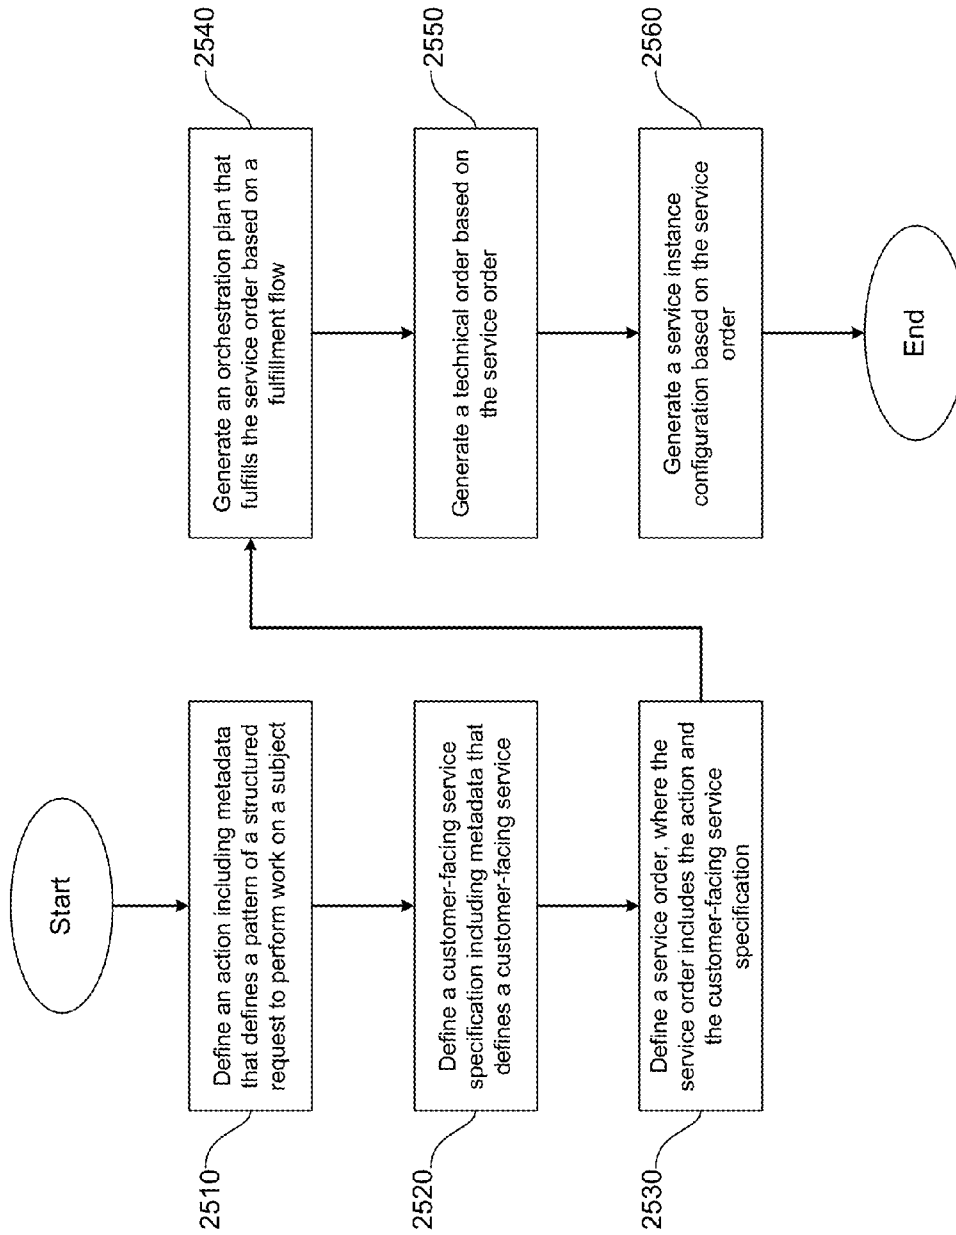 Start
2510
Define an action including metadata
that defines a pattern of a structured
request to perform work on a subject
2520
Define a customer-facing service
specification including metadata that
defines a customer-facing service
2530
Define a service order, where the
service order includes the action and
the customer-facing service
specification
2540
Generate an orchestration plan that
fulfills the service order based on a
fulfillment flow
2550
Generate a technical order based on
the service order
2560
Generate a service instance
configuration based on the service
order
End